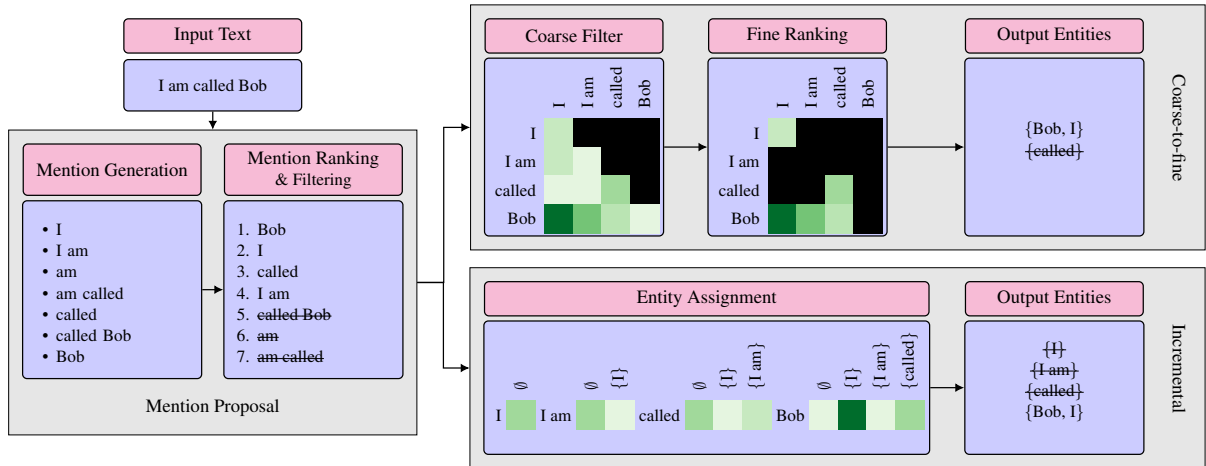 Input Text
I am called Bob
Mention Generation
• I
• I am
• am
• am called
• called
• called Bob
• Bob
Mention Ranking
& Filtering
1. Bob
2. I
3. called
4. I am
5. called Bob
6. am
7. am called
Mention Proposal
Coarse Filter
I
I am
called
Bob
I
I am
called
Bob
Fine Ranking
I
I am
called
Bob
I
I am
called
Bob
Output Entities
{Bob, I}
{called}
Coarse-to-fine
Entity Assignment
∅
∅
{I}
∅
{I}
{I am}
∅
{I}
{I am}
{called}
I
I am
called
Bob
Output Entities
{I}
{I am}
{called}
{Bob, I}
Incremental